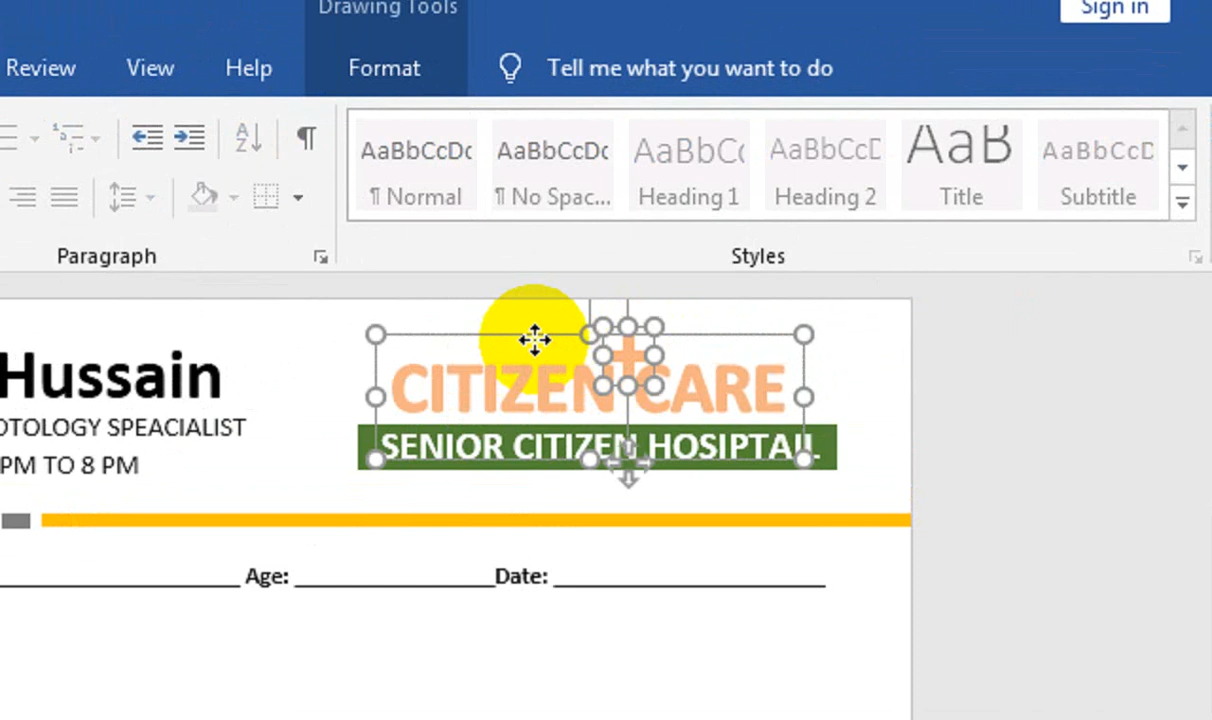 Drawing Tools
Sign in
Review View Help Format Tell me what you want to do
AaBbCcDc AaBbCcDc AaBbCc AaBbCcD AaB AaBbCcD
¶ Normal ¶ No Spac... Heading 1 Heading 2 Title Subtitle
Paragraph Styles
Hussain
CITIZEN CARE
OTOLOGY SPEACIALIST
SENIOR CITIZEN HOSIPTAIL
PM TO 8 PM
Age: Date: